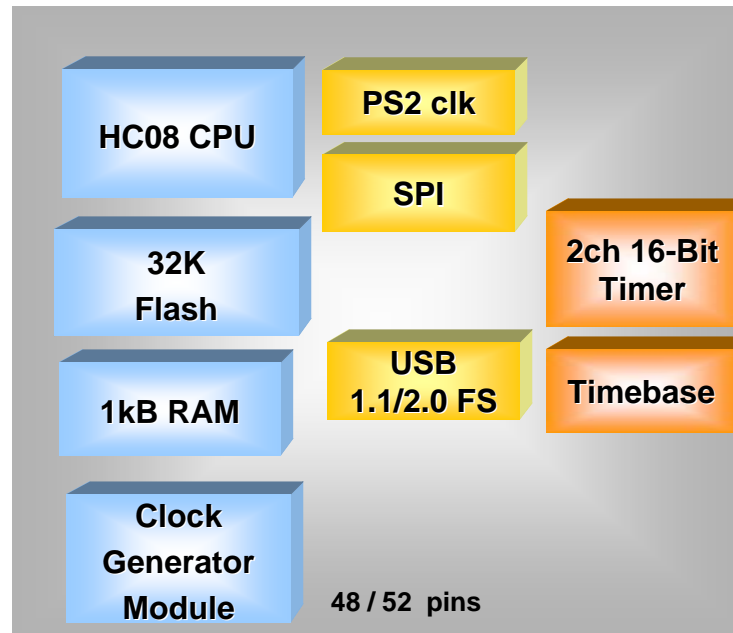 HC08 CPU
32K
Flash
1kB RAM
Clock
Generator
Module
PS2 clk
SPI
USB
1.1/2.0 FS
2ch 16-Bit
Timer
Timebase
48 / 52 pins